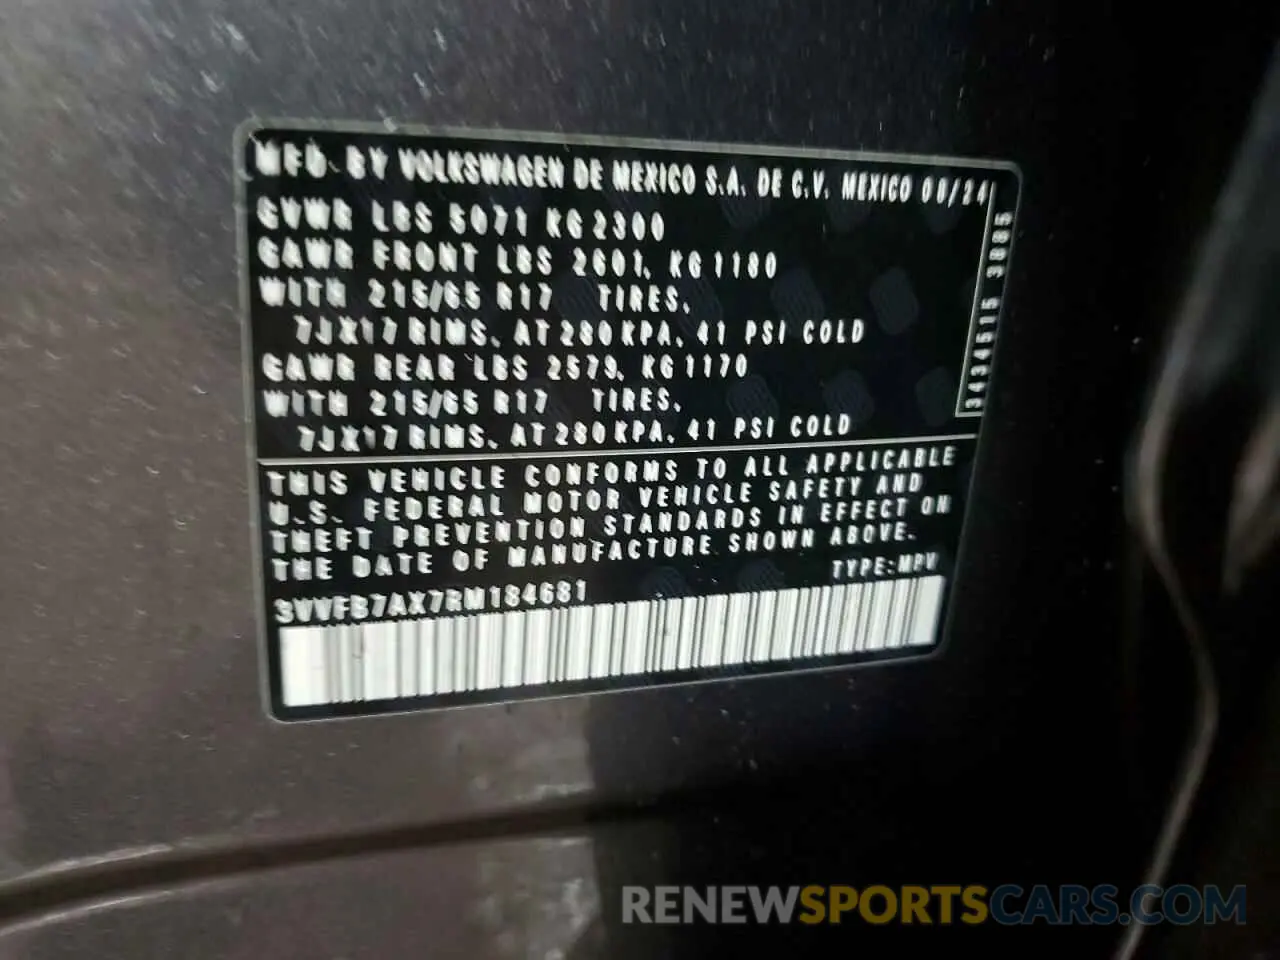 MFD BY VOLKSWAGEN DE MEXICO S.A. DE C.V. MEXICO 08/24
GVWR LBS 5071 KG 2300
GAWR FRONT LBS 2601, KG 1180
WITH 215/65 R17 TIRES,
7JX17 RIMS, AT 280 KPA, 41 PSI COLD
GAWR REAR LBS 2579, KG 1170
WITH 215/65 R17 TIRES,
7JX17 RIMS, AT 280 KPA, 41 PSI COLD
3434515 3885
THIS VEHICLE CONFORMS TO ALL APPLICABLE
U.S. FEDERAL MOTOR VEHICLE SAFETY AND
THEFT PREVENTION STANDARDS IN EFFECT ON
THE DATE OF MANUFACTURE SHOWN ABOVE.
TYPE:MPV
3VVFB7AX7RM184681
RENEWSPORTSCARS.COM